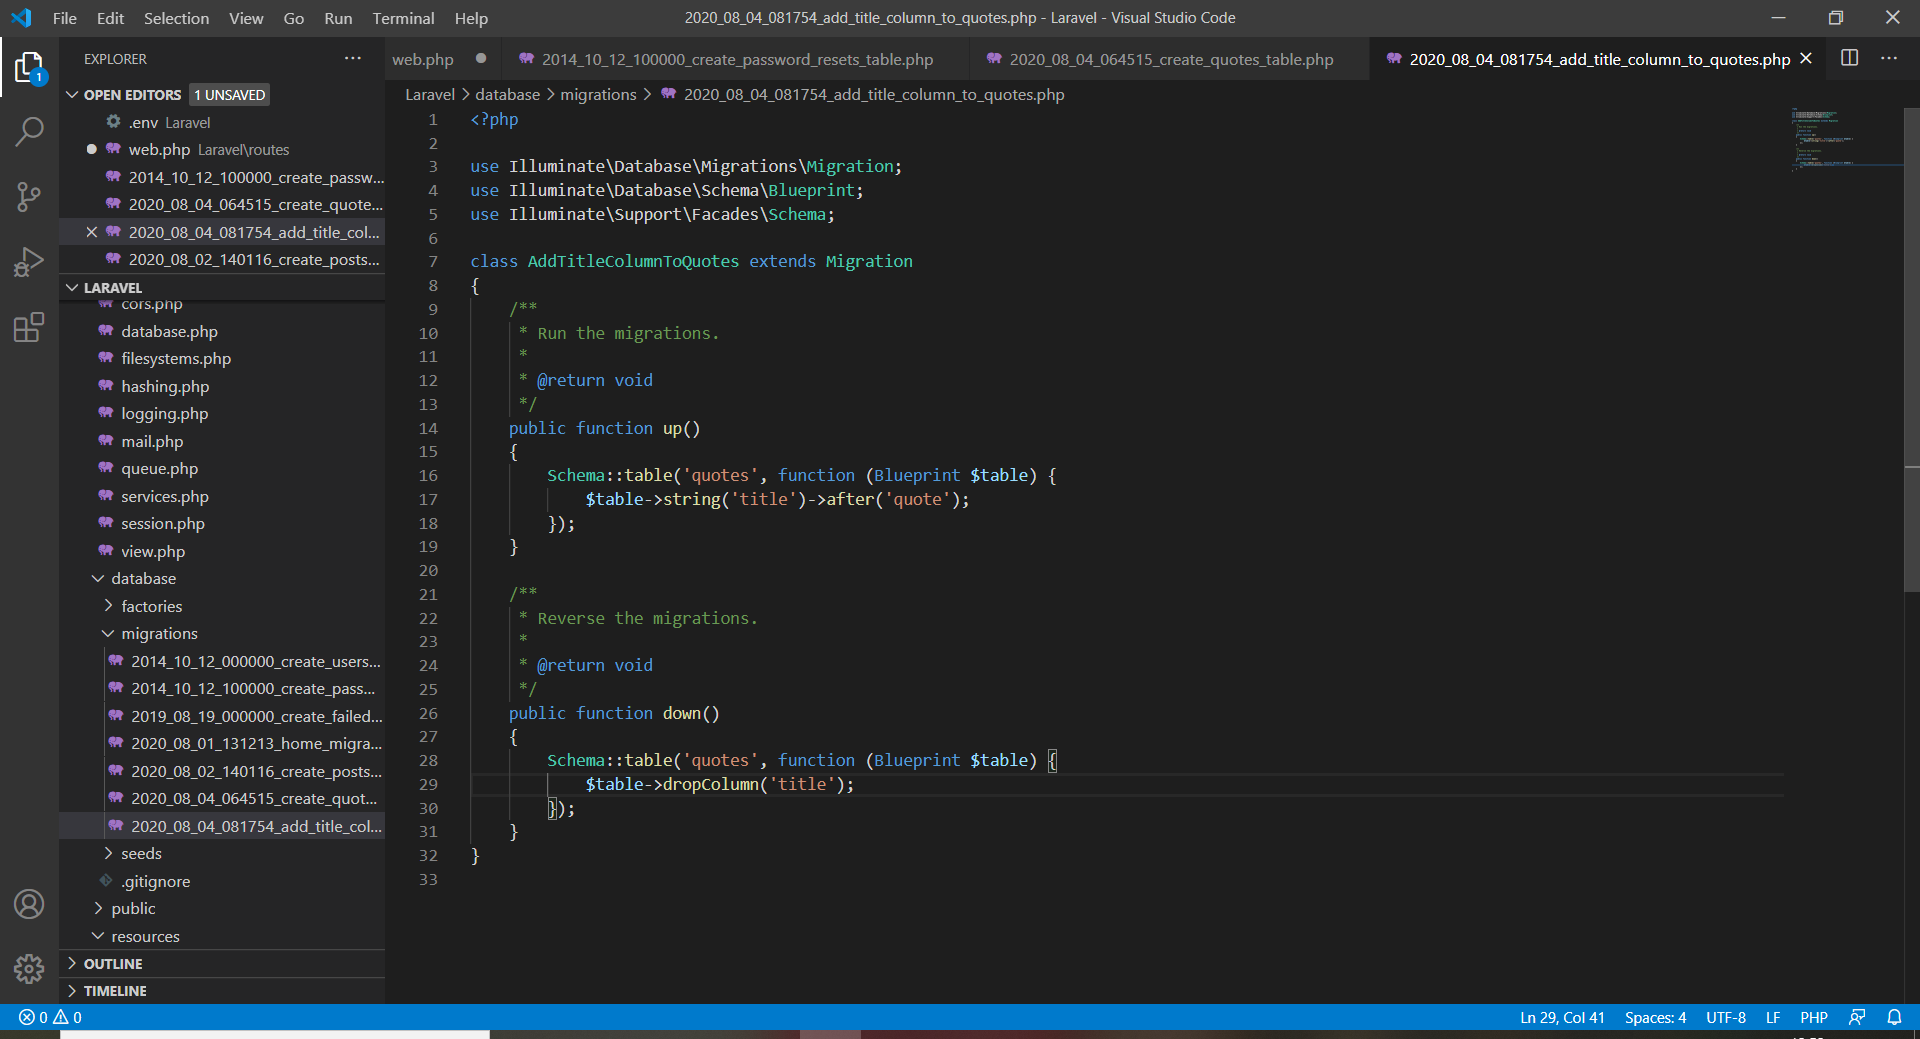 File Edit Selection View Go Run Terminal Help
2020_08_04_081754_add_title_column_to_quotes.php - Laravel - Visual Studio Code
EXPLORER
1
OPEN EDITORS 1 UNSAVED
.env Laravel
web.php Laravel\routes
2014_10_12_100000_create_passw...
2020_08_04_064515_create_quote...
2020_08_04_081754_add_title_col...
2020_08_02_140116_create_posts...
LARAVEL
cors.php
database.php
filesystems.php
hashing.php
logging.php
mail.php
queue.php
services.php
session.php
view.php
database
factories
migrations
2014_10_12_000000_create_users...
2014_10_12_100000_create_pass...
2019_08_19_000000_create_failed...
2020_08_01_131213_home_migra...
2020_08_02_140116_create_posts...
2020_08_04_064515_create_quot...
2020_08_04_081754_add_title_col...
seeds
.gitignore
public
resources
OUTLINE
TIMELINE
web.php 2014_10_12_100000_create_password_resets_table.php 2020_08_04_064515_create_quotes_table.php 2020_08_04_081754_add_title_column_to_quotes.php
Laravel > database > migrations > 2020_08_04_081754_add_title_column_to_quotes.php
1 <?php
2
3 use Illuminate\Database\Migrations\Migration;
4 use Illuminate\Database\Schema\Blueprint;
5 use Illuminate\Support\Facades\Schema;
6
7 class AddTitleColumnToQuotes extends Migration
8 {
9 /**
10 * Run the migrations.
11 *
12 * @return void
13 */
14 public function up()
15 {
16 Schema::table('quotes', function (Blueprint $table) {
17 $table->string('title')->after('quote');
18 });
19 }
20
21 /**
22 * Reverse the migrations.
23 *
24 * @return void
25 */
26 public function down()
27 {
28 Schema::table('quotes', function (Blueprint $table) {
29 $table->dropColumn('title');
30 });
31 }
32 }
33
0 0
Ln 29, Col 41 Spaces: 4 UTF-8 LF PHP